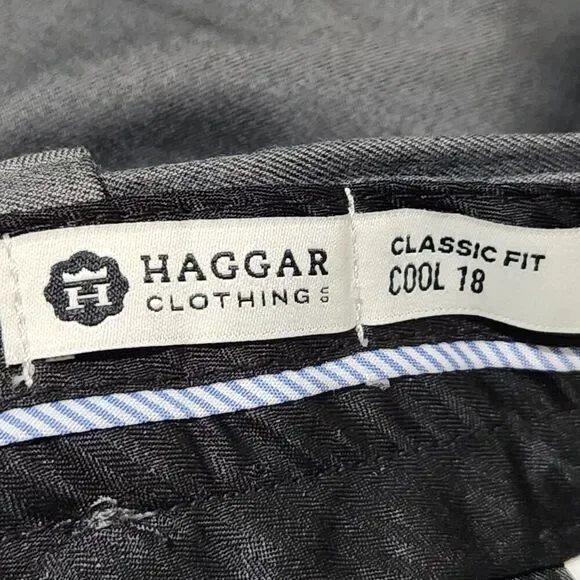 H
HAGGAR
CLOTHING CO
CLASSIC FIT
COOL 18